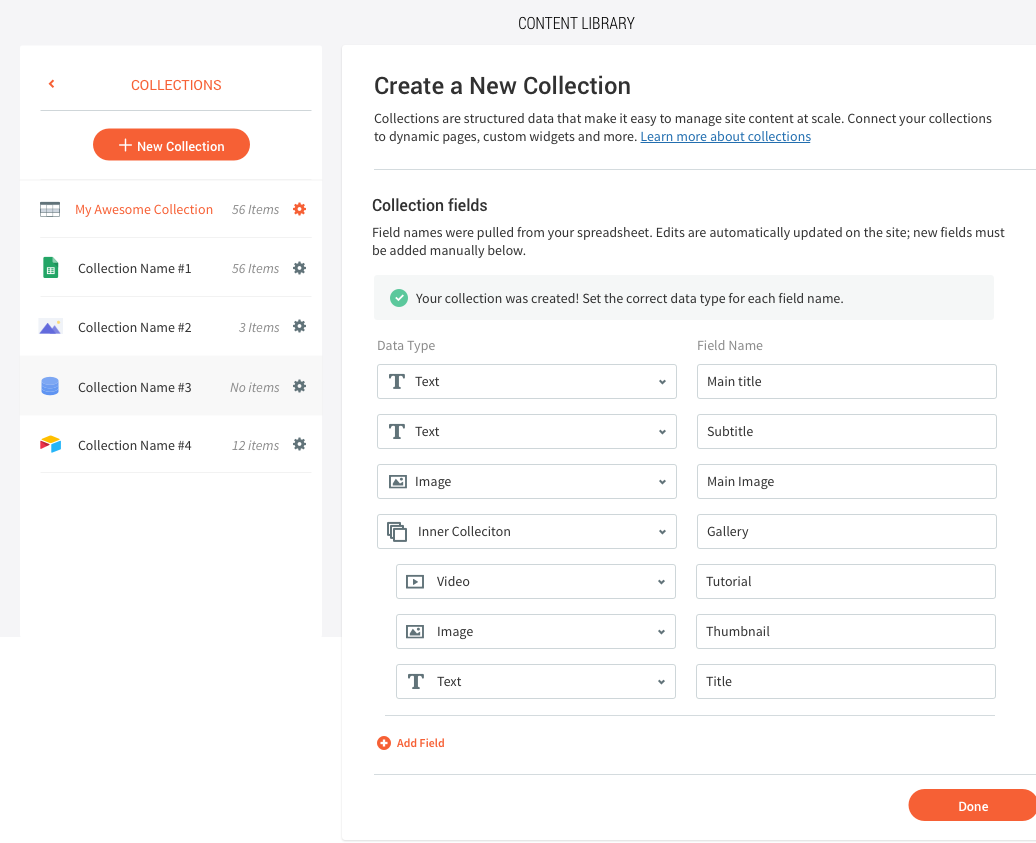 CONTENT LIBRARY
COLLECTIONS
New Collection
My Awesome Collection 56 Items
Collection Name #1 56 Items
Collection Name #2 3 Items
Collection Name #3 No items
Collection Name #4 12 items
Create a New Collection
Collections are structured data that make it easy to manage site content at scale. Connect your collections
to dynamic pages, custom widgets and more. Learn more about collections
Collection fields
Field names were pulled from your spreadsheet. Edits are automatically updated on the site; new fields must
be added manually below.
Your collection was created! Set the correct data type for each field name.
Data Type Field Name
Text Main title
Text Subtitle
Image Main Image
Inner Colleciton Gallery
Video Tutorial
Image Thumbnail
Text Title
Add Field
Done